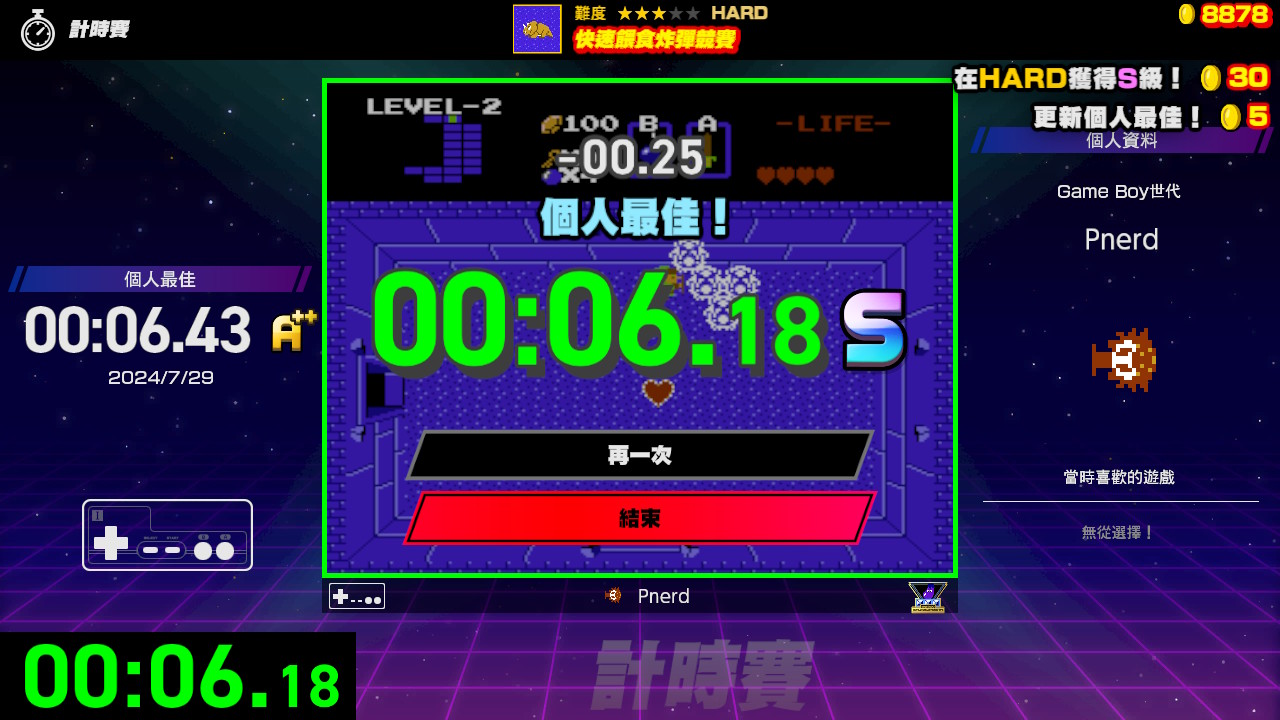 計時賽
難度 ★★★★★ HARD
快速餵食炸彈競賽
8878
在HARD獲得S級！ 30
更新個人最佳！ 5
LEVEL-2
100 B A
-LIFE-
-00.25
個人最佳！
00:06.18 S
再一次
結束
個人最佳
00:06.43 A++
2024/7/29
個人資料
Game Boy世代
Pnerd
當時喜歡的遊戲
無從選擇！
Pnerd
00:06.18
計時賽